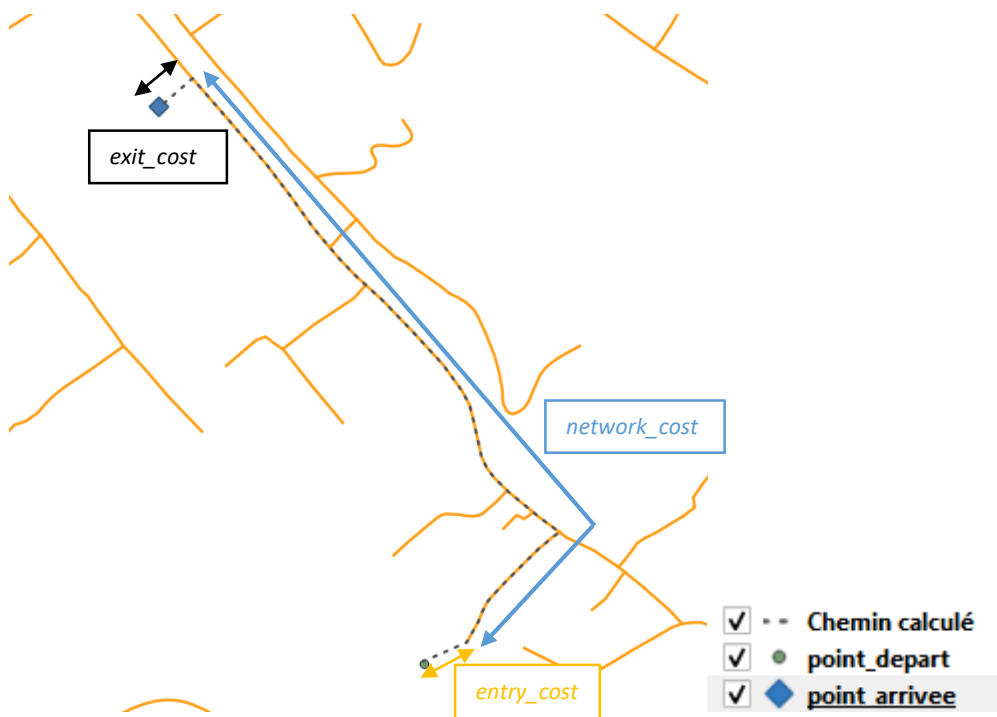 exit_cost
network_cost
entry_cost
Chemin calculé
point_depart
point_arrivee